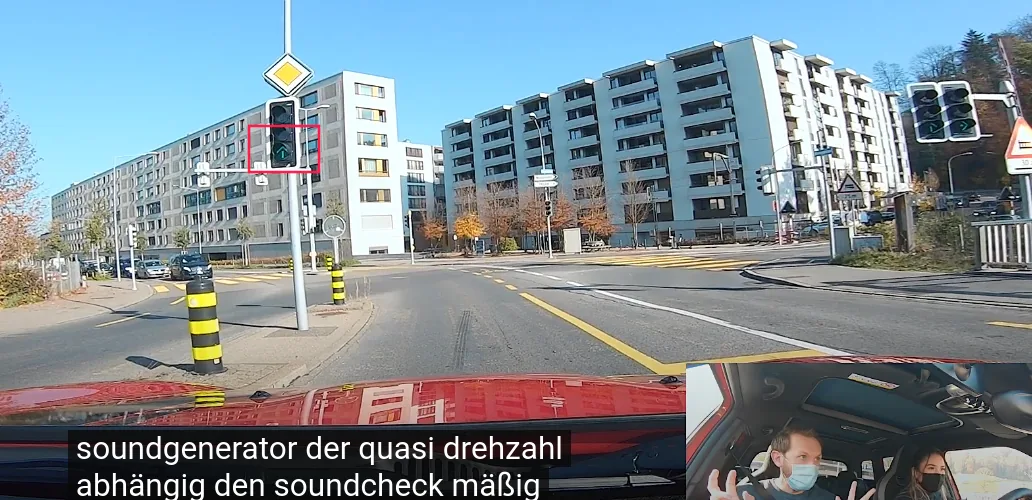 soundgenerator der quasi drehzahl
abhängig den soundcheck mäßig